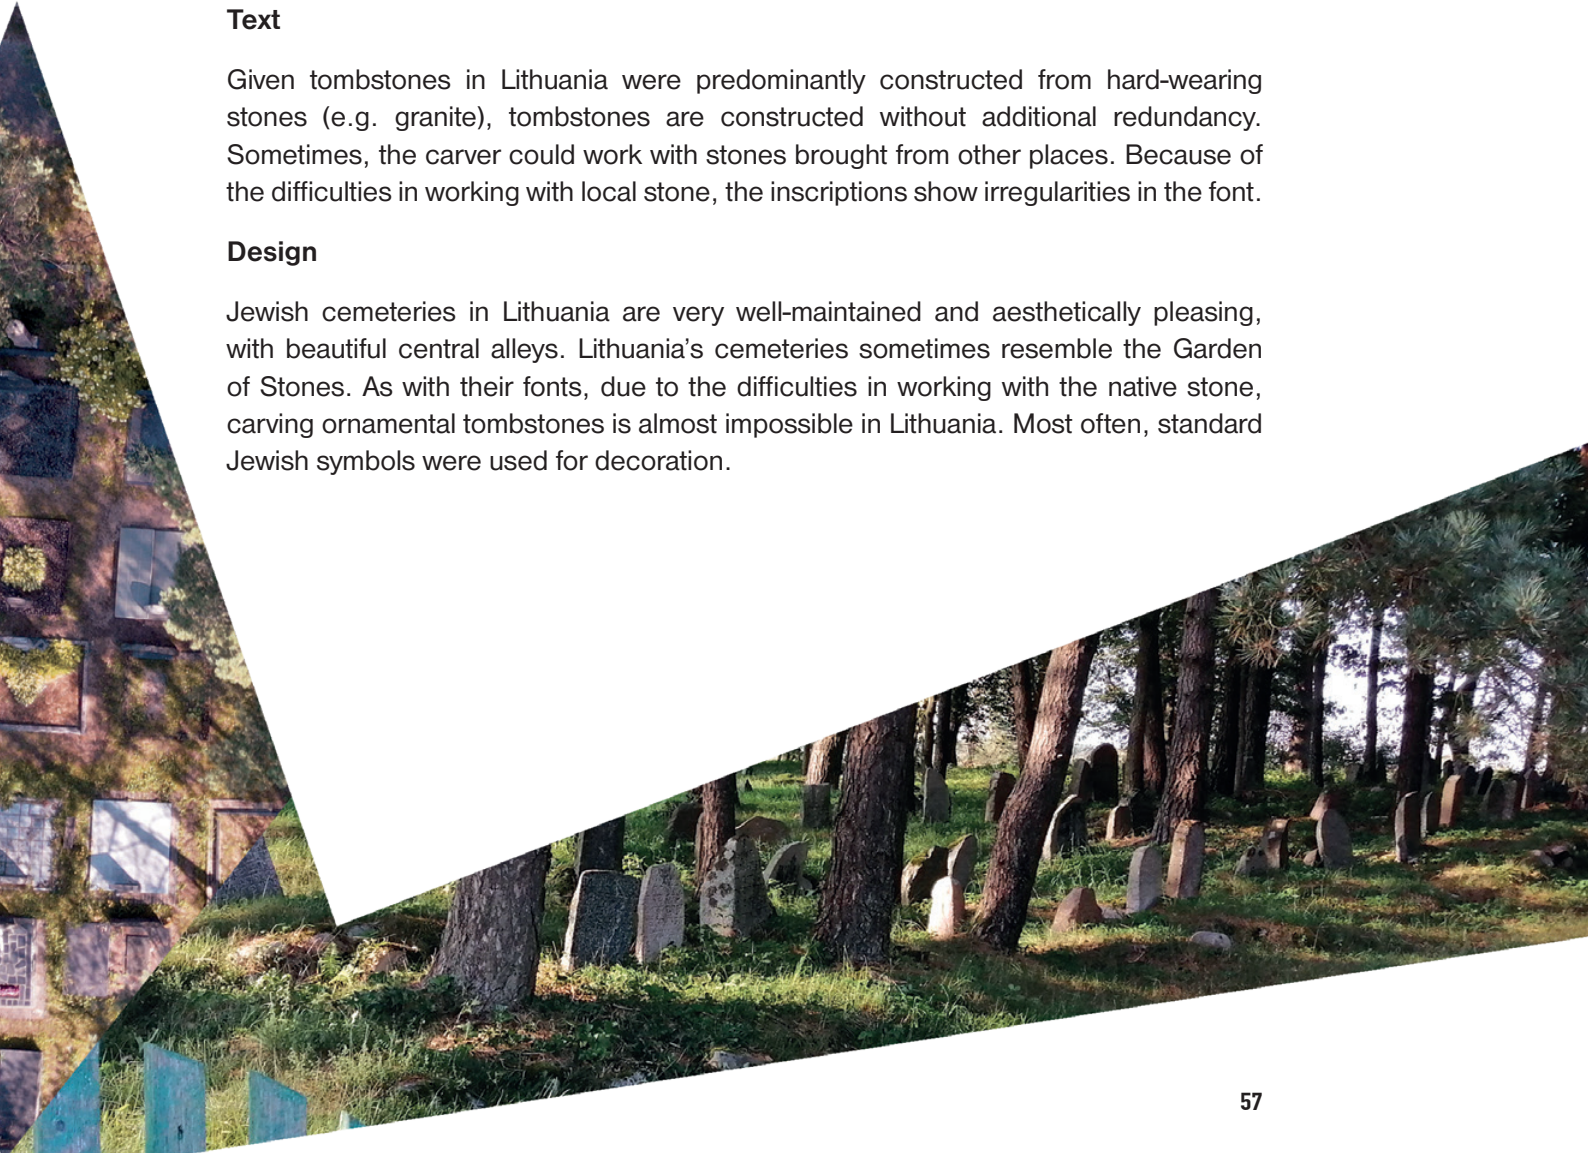 Text
Given tombstones in Lithuania were predominantly constructed from hard-wearing
stones (e.g. granite), tombstones are constructed without additional redundancy.
Sometimes, the carver could work with stones brought from other places. Because of
the difficulties in working with local stone, the inscriptions show irregularities in the font.
Design
Jewish cemeteries in Lithuania are very well-maintained and aesthetically pleasing,
with beautiful central alleys. Lithuania’s cemeteries sometimes resemble the Garden
of Stones. As with their fonts, due to the difficulties in working with the native stone,
carving ornamental tombstones is almost impossible in Lithuania. Most often, standard
Jewish symbols were used for decoration.
57